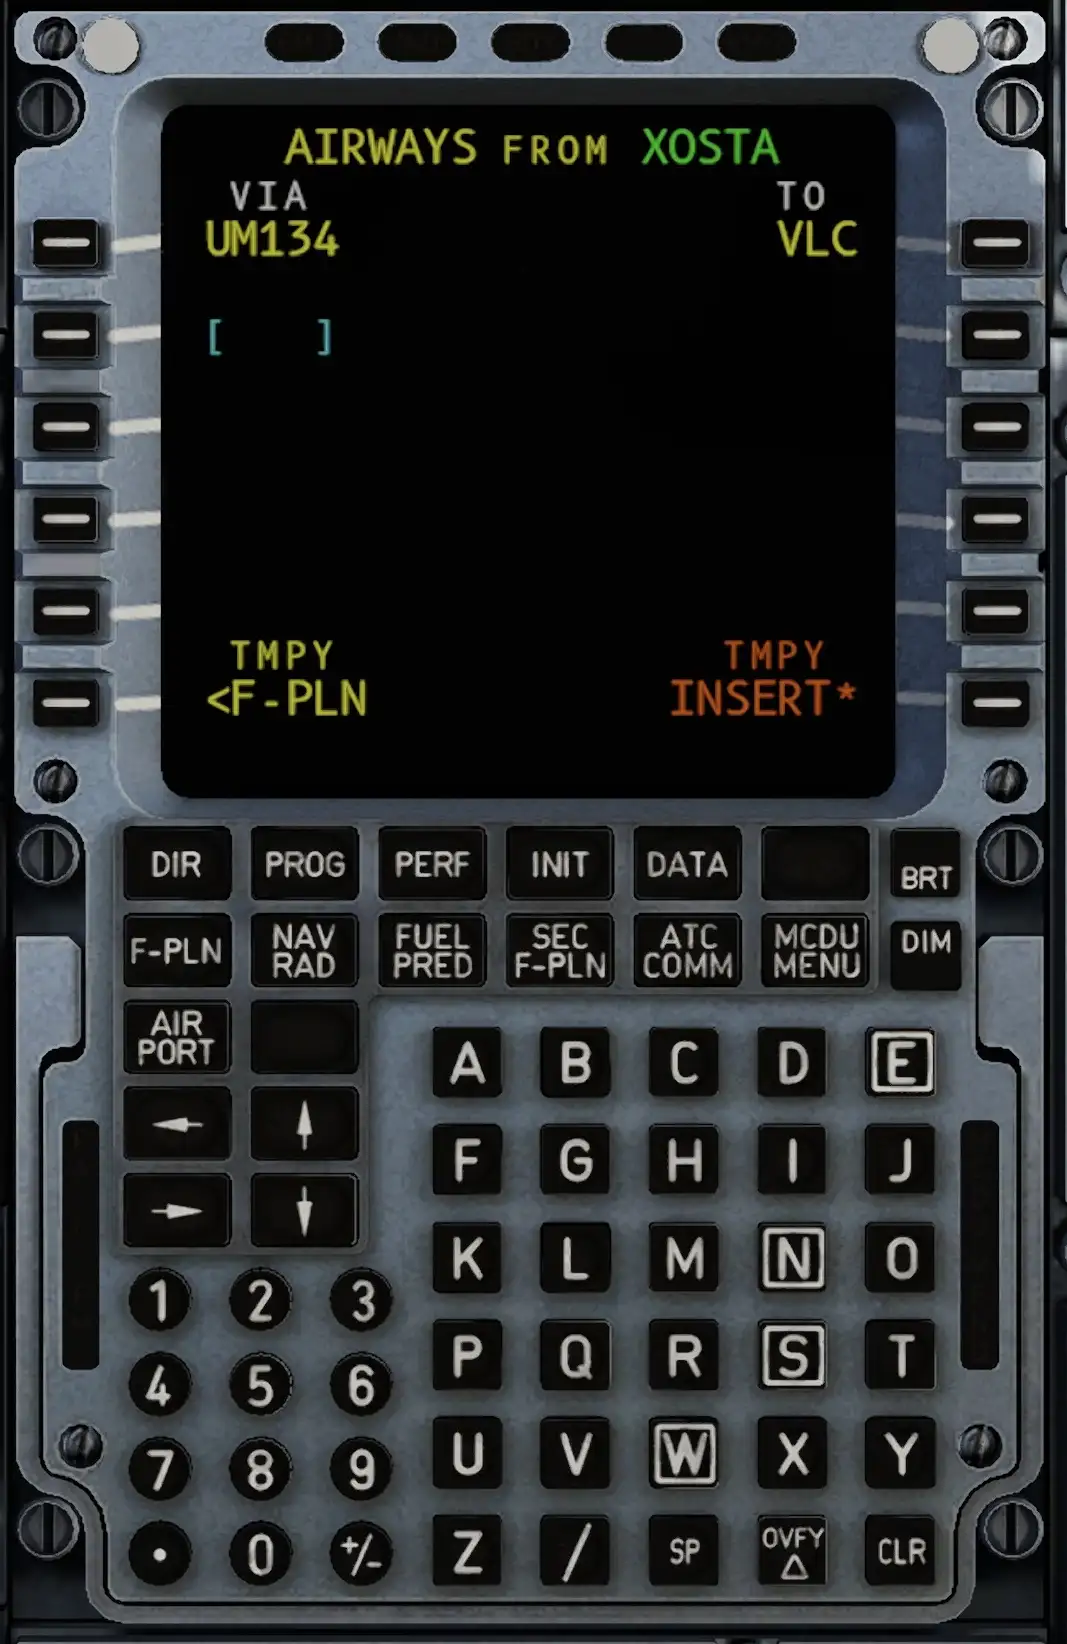 AIRWAYS FROM XOSTA
VIA TO
UM134 VLC
[ ]
TMPY TMPY
<F-PLN INSERT*
DIR PROG PERF INIT DATA BRT
F-PLN NAV RAD FUEL PRED SEC F-PLN ATC COMM MCDU MENU DIM
AIR PORT
A B C D E
← ↑
F G H I J
→ ↓
K L M N O
1 2 3
P Q R S T
4 5 6
U V W X Y
7 8 9
Z / SP OVFY △ CLR
. 0 +/-